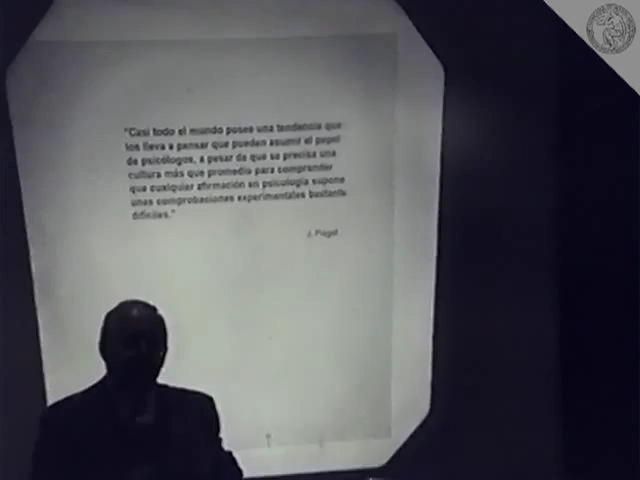 "Casi todo el mundo posee una tendencia que
los lleva a pensar que puedan asumir el papel
de psicólogos, a pesar de que se precisa una
cultura más que promedio para comprender
que cualquier afirmación en psicología supone
unas comprobaciones experimentales bastante
difíciles."
J. Piaget